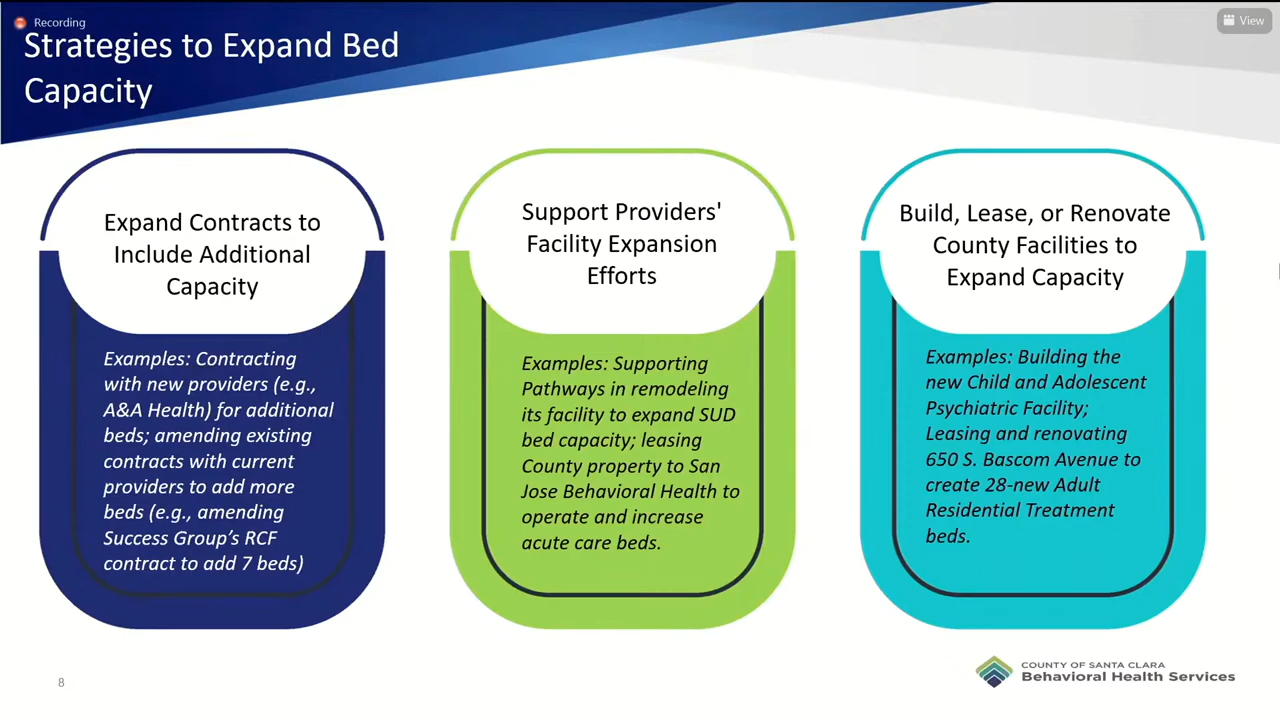 Recording
View
Strategies to Expand Bed
Capacity
Expand Contracts to
Include Additional
Capacity
Examples: Contracting
with new providers (e.g.,
A&A Health) for additional
beds; amending existing
contracts with current
providers to add more
beds (e.g., amending
Success Group's RCF
contract to add 7 beds)
Support Providers'
Facility Expansion
Efforts
Examples: Supporting
Pathways in remodeling
its facility to expand SUD
bed capacity; leasing
County property to San
Jose Behavioral Health to
operate and increase
acute care beds.
Build, Lease, or Renovate
County Facilities to
Expand Capacity
Examples: Building the
new Child and Adolescent
Psychiatric Facility;
Leasing and renovating
650 S. Bascom Avenue to
create 28-new Adult
Residential Treatment
beds.
8
COUNTY OF SANTA CLARA
Behavioral Health Services